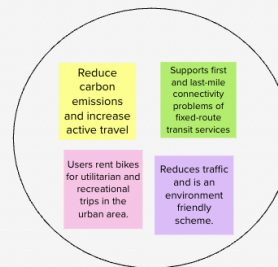 Reduce
carbon
emissions
and increase
active travel
Supports first
and last-mile
connectivity
problems of
fixed-route
transit services
Users rent bikes
for utilitarian and
recreational
trips in the
urban area.
Reduces traffic
and is an
environment
friendly
scheme.